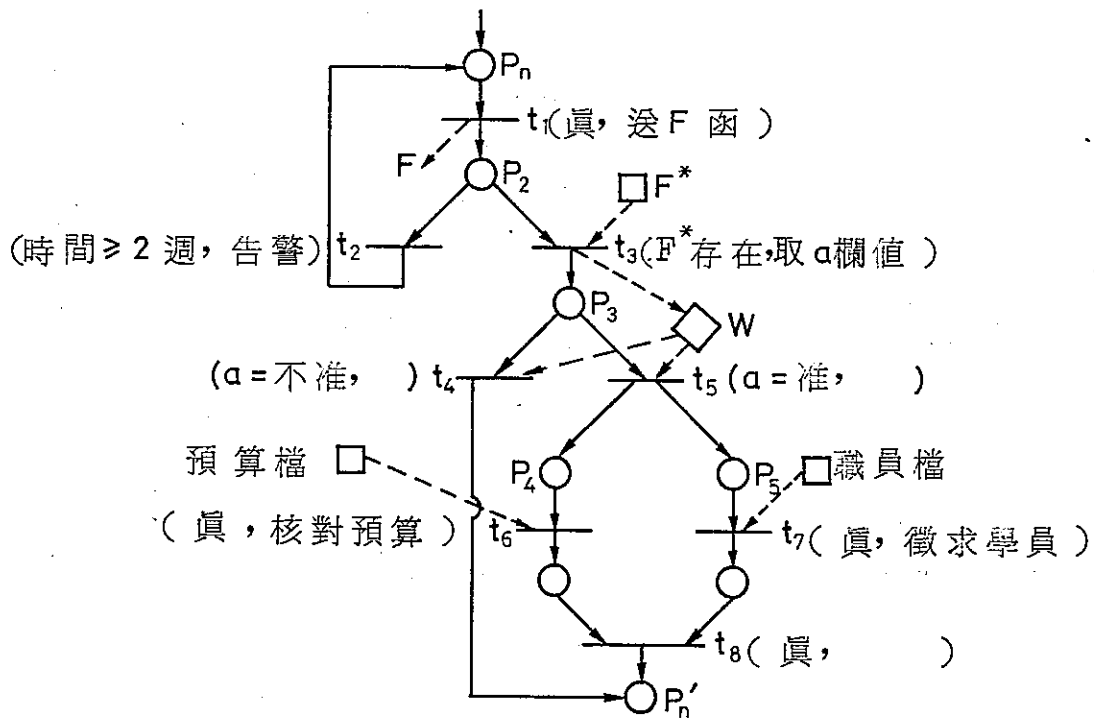 Pn
t1(眞，送F函)
F
P2
F*
(時間≥2週，告警)t2
t3(F*存在,取a欄值)
P3
W
(a=不准， )t4
t5(a=准， )
預算檔
P4
P5
職員檔
(眞，核對預算)t6
t7(眞，徵求學員)
t8(眞， )
Pn′